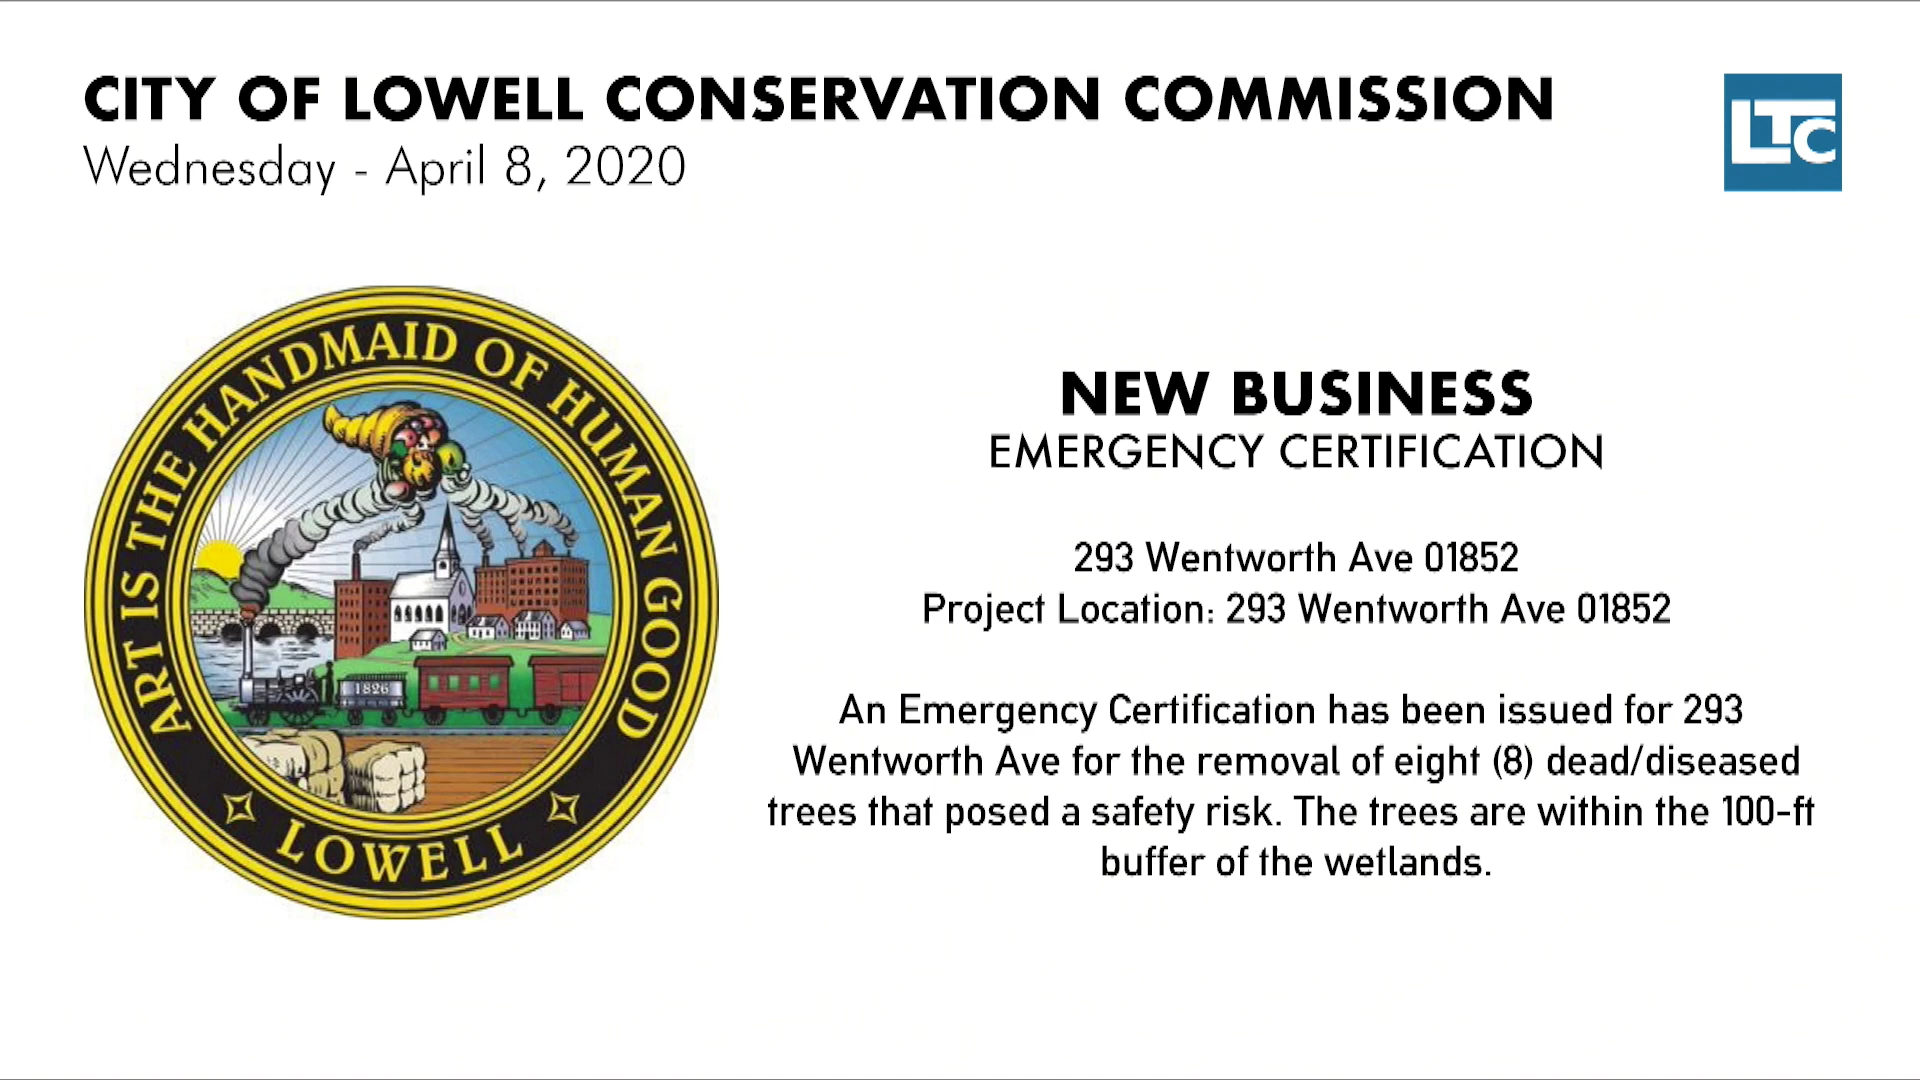 CITY OF LOWELL CONSERVATION COMMISSION
Wednesday - April 8, 2020
LTC
ART IS THE HANDMAID OF HUMAN GOOD
1826
LOWELL
NEW BUSINESS
EMERGENCY CERTIFICATION
293 Wentworth Ave 01852
Project Location: 293 Wentworth Ave 01852
An Emergency Certification has been issued for 293
Wentworth Ave for the removal of eight (8) dead/diseased
trees that posed a safety risk. The trees are within the 100-ft
buffer of the wetlands.